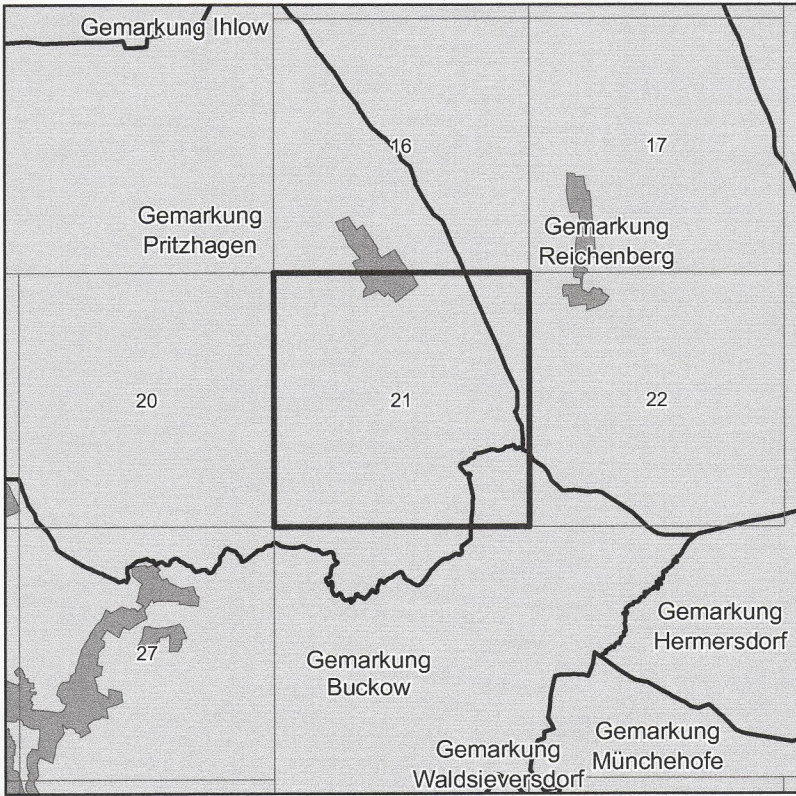 Gemarkung Ihlow
16
17
Gemarkung
Pritzhagen
Gemarkung
Reichenberg
20
21
22
27
Gemarkung
Buckow
Gemarkung
Hermersdorf
Gemarkung
Waldsieversdorf
Gemarkung
Münchehofe